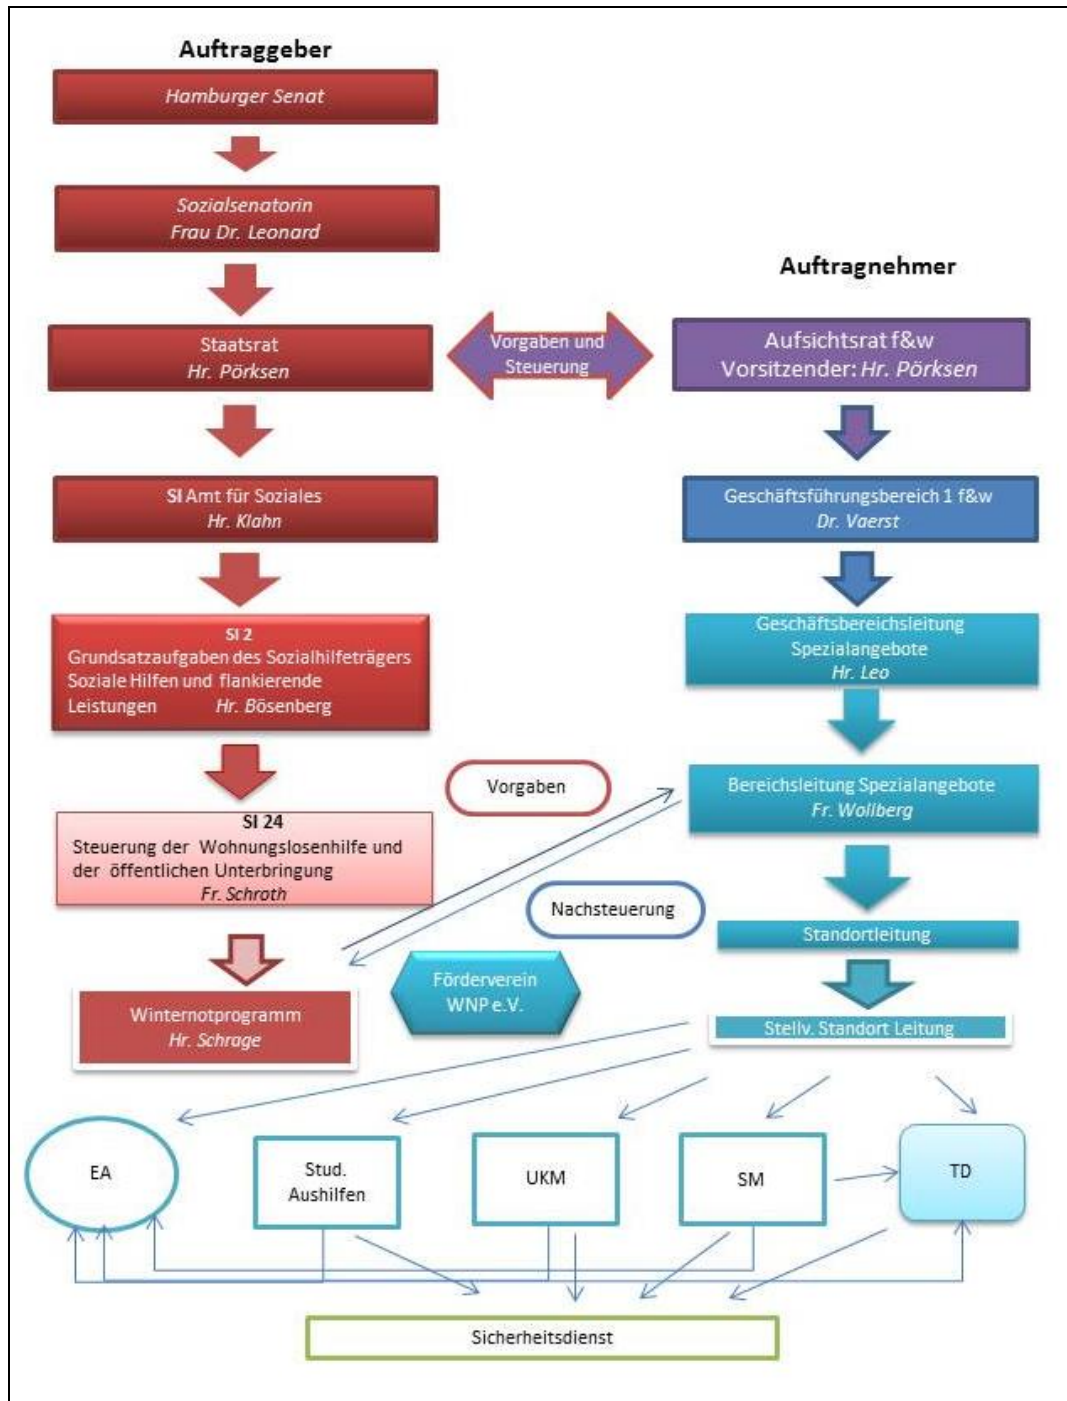 Auftraggeber
Hamburger Senat
Sozialsenatorin
Frau Dr. Leonard
Staatsrat
Hr. Pörksen
SI Amt für Soziales
Hr. Klahn
SI 2
Grundsatzaufgaben des Sozialhilfeträgers
Soziale Hilfen und flankierende
Leistungen Hr. Bösenberg
SI 24
Steuerung der Wohnungslosenhilfe und
der öffentlichen Unterbringung
Fr. Schroth
Winternotprogramm
Hr. Schrage
Vorgaben und
Steuerung
Auftragnehmer
Aufsichtsrat f&w
Vorsitzender: Hr. Pörksen
Geschäftsführungsbereich 1 f&w
Dr. Vaerst
Geschäftsbereichsleitung
Spezialangebote
Hr. Leo
Bereichsleitung Spezialangebote
Fr. Wollberg
Standortleitung
Stellv. Standort Leitung
Vorgaben
Nachsteuerung
Förderverein
WNP e.V.
EA
Stud.
Aushilfen
UKM
SM
TD
Sicherheitsdienst